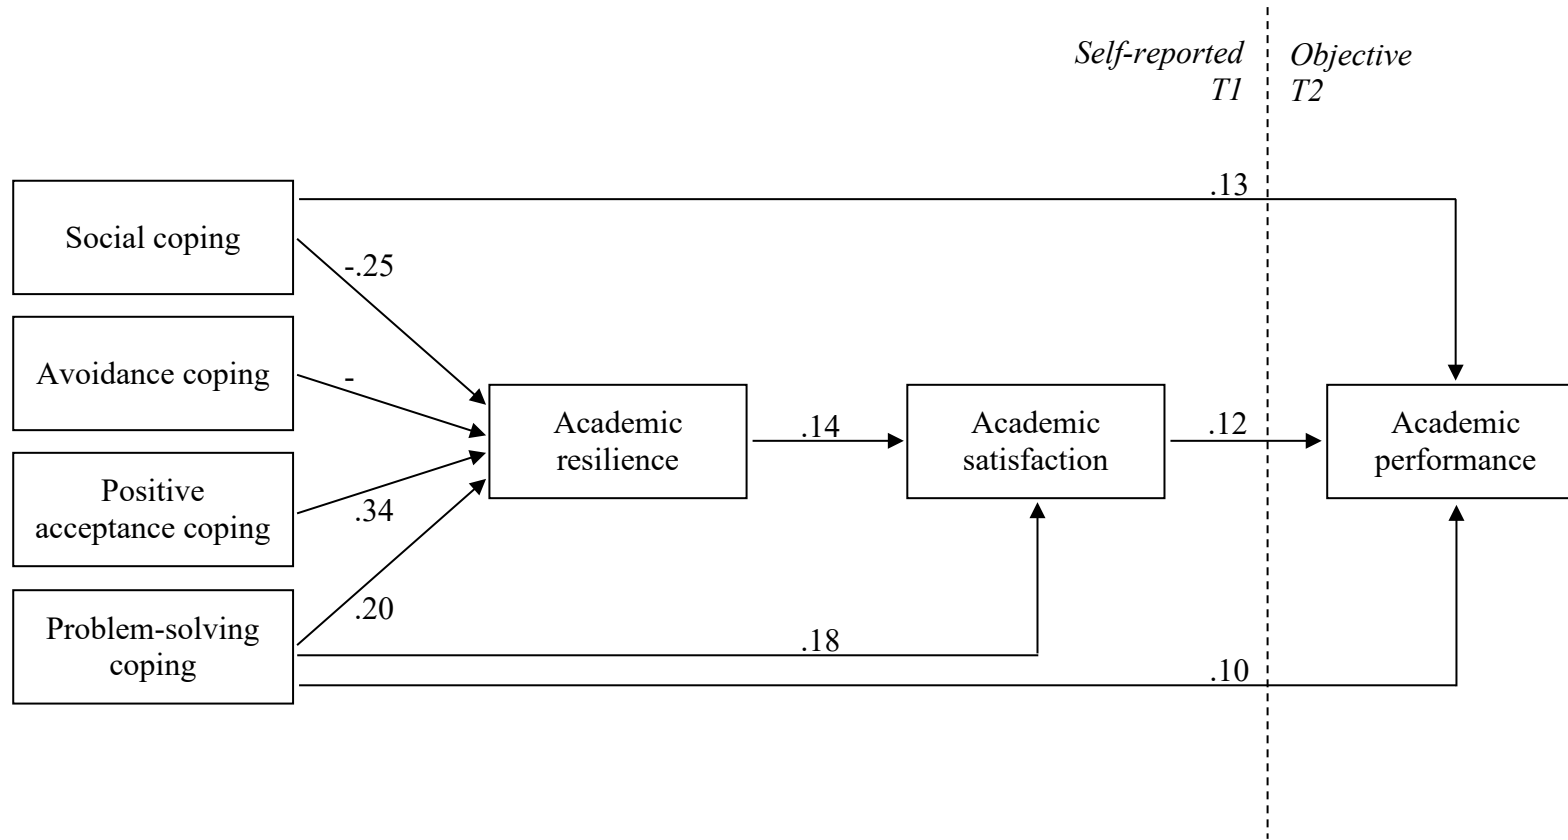 Self-reported
T1
Objective
T2
.13
Social coping
-.25
Avoidance coping
-
Positive
acceptance coping
.34
Academic
resilience
.14
Academic
satisfaction
.12
Academic
performance
Problem-solving
coping
.20
.18
.10